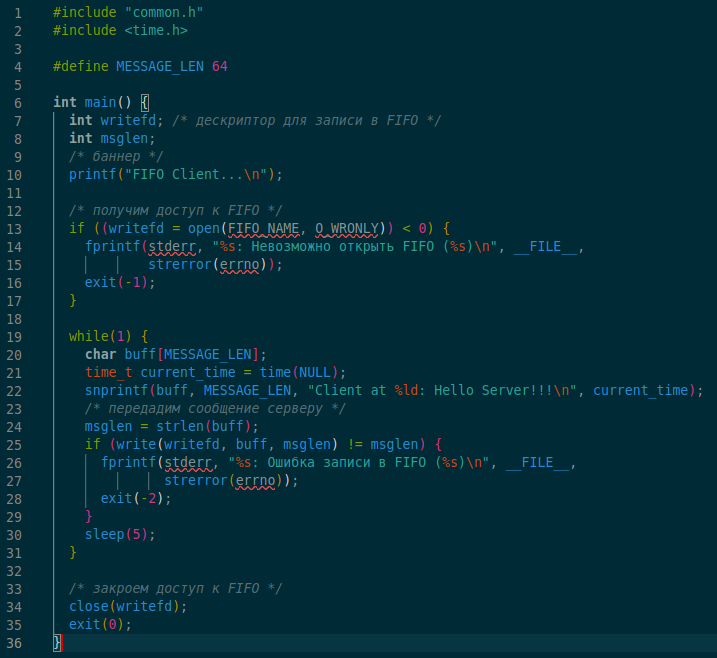 1 #include "common.h"
2 #include <time.h>
3
4 #define MESSAGE_LEN 64
5
6 int main() {
7 int writefd; /* дескриптор для записи в FIFO */
8 int msglen;
9 /* баннер */
10 printf("FIFO Client...\n");
11
12 /* получим доступ к FIFO */
13 if ((writefd = open(FIFO_NAME, O_WRONLY)) < 0) {
14 fprintf(stderr, "%s: Невозможно открыть FIFO (%s)\n", __FILE__,
15 strerror(errno));
16 exit(-1);
17 }
18
19 while(1) {
20 char buff[MESSAGE_LEN];
21 time_t current_time = time(NULL);
22 snprintf(buff, MESSAGE_LEN, "Client at %ld: Hello Server!!!\n", current_time);
23 /* передадим сообщение серверу */
24 msglen = strlen(buff);
25 if (write(writefd, buff, msglen) != msglen) {
26 fprintf(stderr, "%s: Ошибка записи в FIFO (%s)\n", __FILE__,
27 strerror(errno));
28 exit(-2);
29 }
30 sleep(5);
31 }
32
33 /* закроем доступ к FIFO */
34 close(writefd);
35 exit(0);
36 }